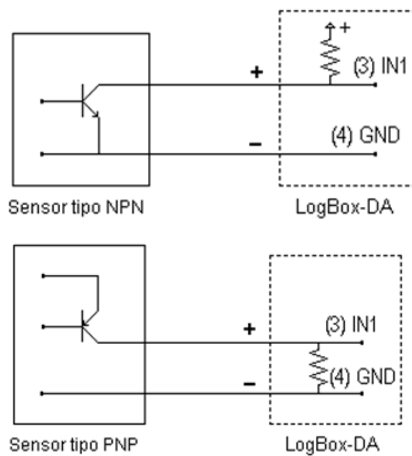 +
+
(3) IN1
(4) GND
−
Sensor tipo NPN
LogBox-DA
+
(3) IN1
(4) GND
−
Sensor tipo PNP
LogBox-DA